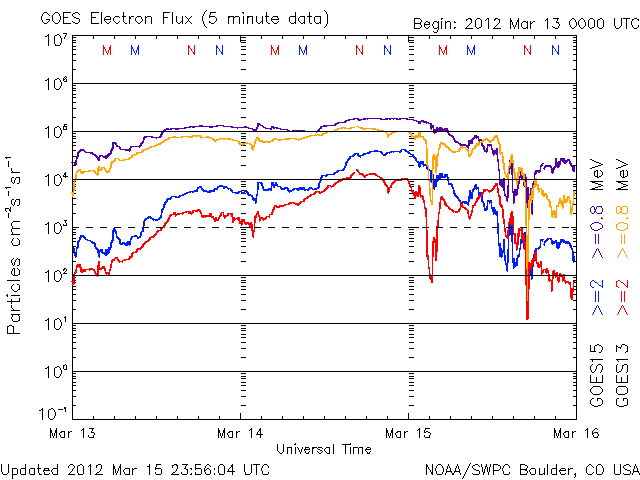 GOES Electron Flux (5 minute data)
Begin: 2012 Mar 13 0000 UTC
M M N N M M N N M M N N
10⁷
10⁶
10⁵
10⁴
10³
10²
10¹
10⁰
10⁻¹
Particles cm⁻²s⁻¹sr⁻¹
GOES15 >=2 >=0.8 MeV
GOES13 >=2 >=0.8 MeV
Mar 13 Mar 14 Mar 15 Mar 16
Universal Time
Updated 2012 Mar 15 23:56:04 UTC
NOAA/SWPC Boulder, CO USA